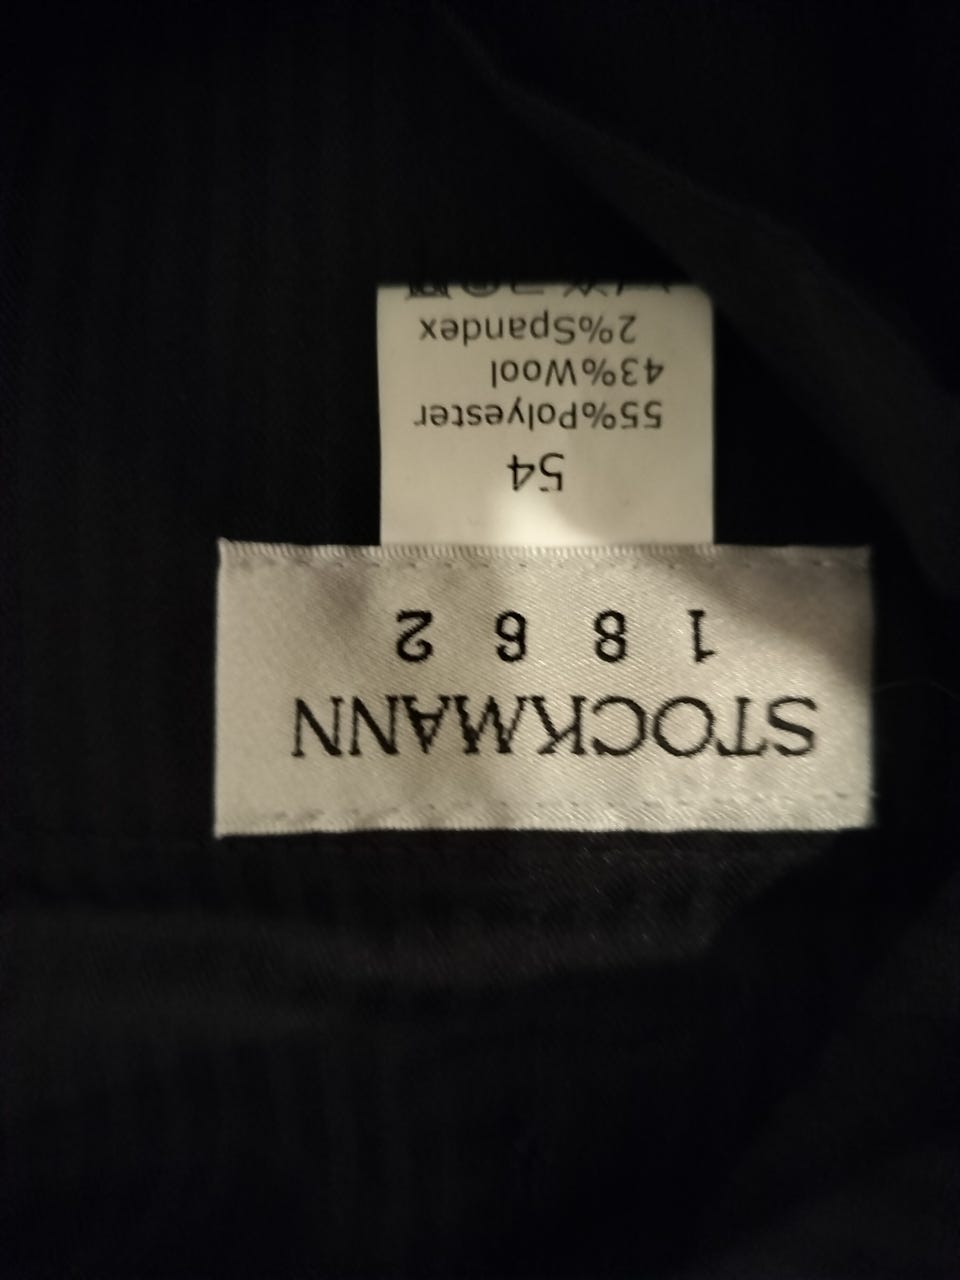 STOCKMANN
1 8 6 2
54
55%Polyester
43%Wool
2%Spandex